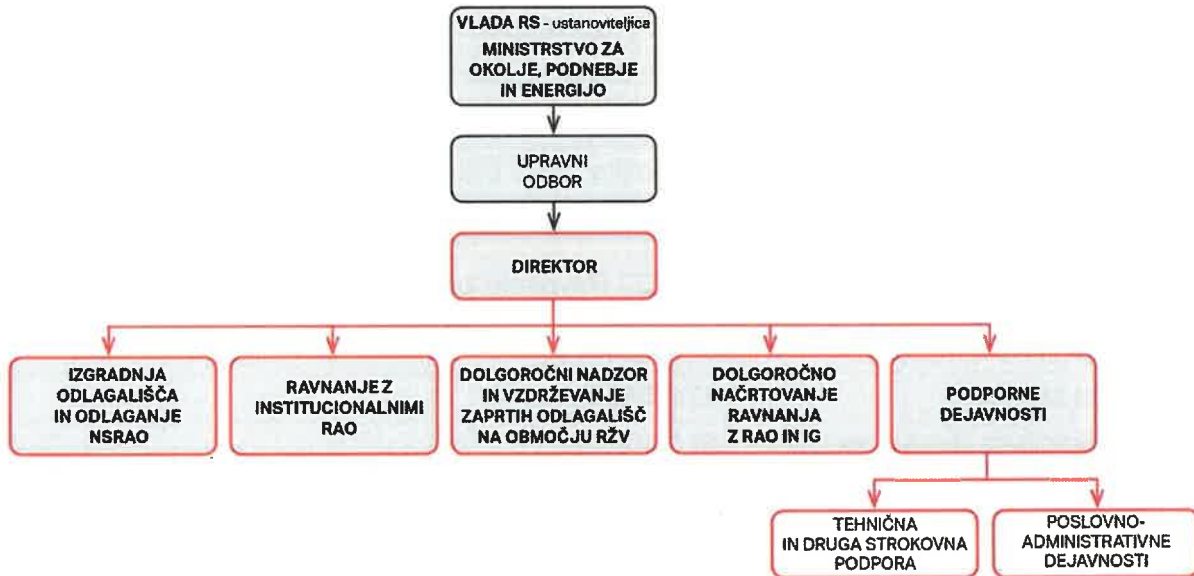 VLADA RS - ustanoviteljica
MINISTRSTVO ZA
OKOLJE, PODNEBJE
IN ENERGIJO
UPRAVNI
ODBOR
DIREKTOR
IZGRADNJA
ODLAGALIŠČA
IN ODLAGANJE
NSRAO
RAVNANJE Z
INSTITUCIONALNIMI
RAO
DOLGOROČNI NADZOR
IN VZDRŽEVANJE
ZAPRTIH ODLAGALIŠČ
NA OBMOČJU RŽV
DOLGOROČNO
NAČRTOVANJE
RAVNANJA
Z RAO IN IG
PODPORNE
DEJAVNOSTI
TEHNIČNA
IN DRUGA STROKOVNA
PODPORA
POSLOVNO-
ADMINISTRATIVNE
DEJAVNOSTI